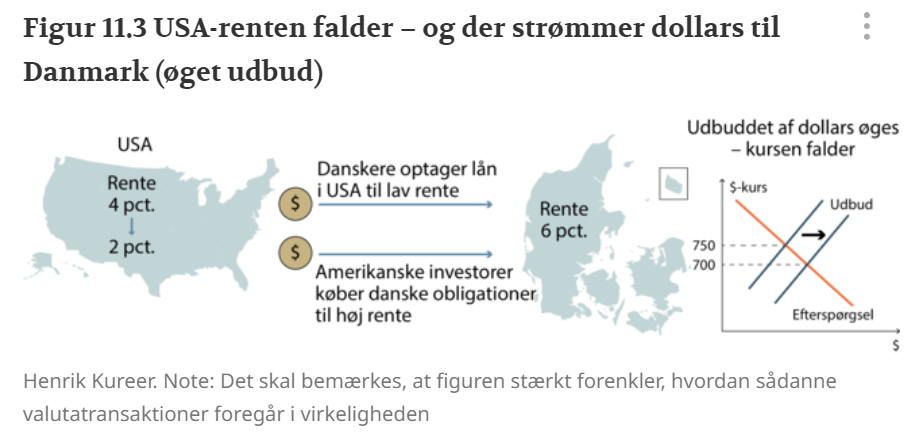 Figur 11.3 USA-renten falder – og der strømmer dollars til
Danmark (øget udbud)
USA
Rente
4 pct.
2 pct.
$
Danskere optager lån
i USA til lav rente
$
Amerikanske investorer
køber danske obligationer
til høj rente
Rente
6 pct.
Udbuddet af dollars øges
– kursen falder
$-kurs
Udbud
750
700
Efterspørgsel
$
Henrik Kureer. Note: Det skal bemærkes, at figuren stærkt forenkler, hvordan sådanne
valutatransaktioner foregår i virkeligheden